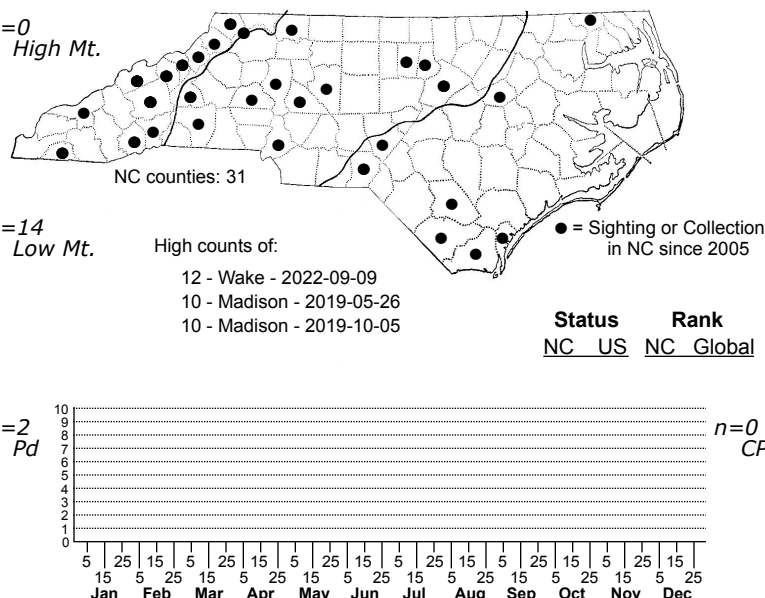 =0
High Mt.
NC counties: 31
=14
Low Mt.
High counts of:
12 - Wake - 2022-09-09
10 - Madison - 2019-05-26
10 - Madison - 2019-10-05
● = Sighting or Collection
in NC since 2005
Status Rank
NC US NC Global
=2
Pd
n=0
CP
10
9
8
7
6
5
4
3
2
1
0
5 25 15 5 25 15 5 25 15 5 25 15 5 25 15 5 25 15
15 5 25 15 5 25 15 5 25 15 5 25 15 5 25 15 5 25
Jan Feb Mar Apr May Jun Jul Aug Sep Oct Nov Dec